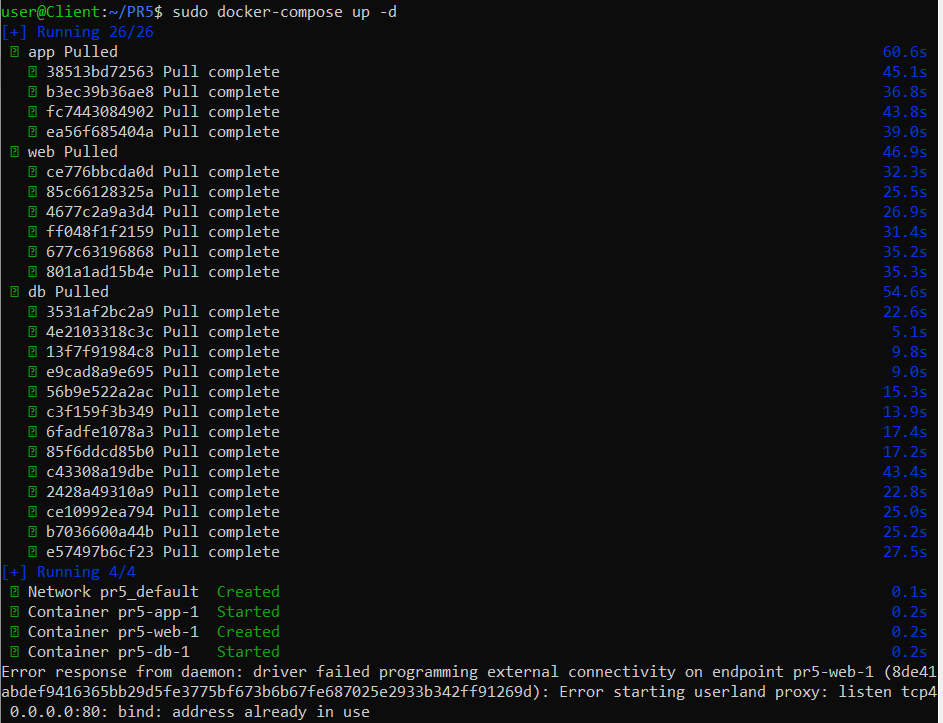 user@Client:~/PR5$ sudo docker-compose up -d
[+] Running 26/26
app Pulled 60.6s
38513bd72563 Pull complete 45.1s
b3ec39b36ae8 Pull complete 36.8s
fc7443084902 Pull complete 43.8s
ea56f685404a Pull complete 39.0s
web Pulled 46.9s
ce776bbcda0d Pull complete 32.3s
85c66128325a Pull complete 25.5s
4677c2a9a3d4 Pull complete 26.9s
ff048f1f2159 Pull complete 31.4s
677c63196868 Pull complete 35.2s
801a1ad15b4e Pull complete 35.3s
db Pulled 54.6s
3531af2bc2a9 Pull complete 22.6s
4e2103318c3c Pull complete 5.1s
13f7f91984c8 Pull complete 9.8s
e9cad8a9e695 Pull complete 9.0s
56b9e522a2ac Pull complete 15.3s
c3f159f3b349 Pull complete 13.9s
6fadfe1078a3 Pull complete 17.4s
85f6ddcd85b0 Pull complete 17.2s
c43308a19dbe Pull complete 43.4s
2428a49310a9 Pull complete 22.8s
ce10992ea794 Pull complete 25.0s
b7036600a44b Pull complete 25.2s
e57497b6cf23 Pull complete 27.5s
[+] Running 4/4
Network pr5_default Created 0.1s
Container pr5-app-1 Started 0.2s
Container pr5-web-1 Created 0.2s
Container pr5-db-1 Started 0.2s
Error response from daemon: driver failed programming external connectivity on endpoint pr5-web-1 (8de41
abdef9416365bb29d5fe3775bf673b6b67fe687025e2933b342ff91269d): Error starting userland proxy: listen tcp4
0.0.0.0:80: bind: address already in use